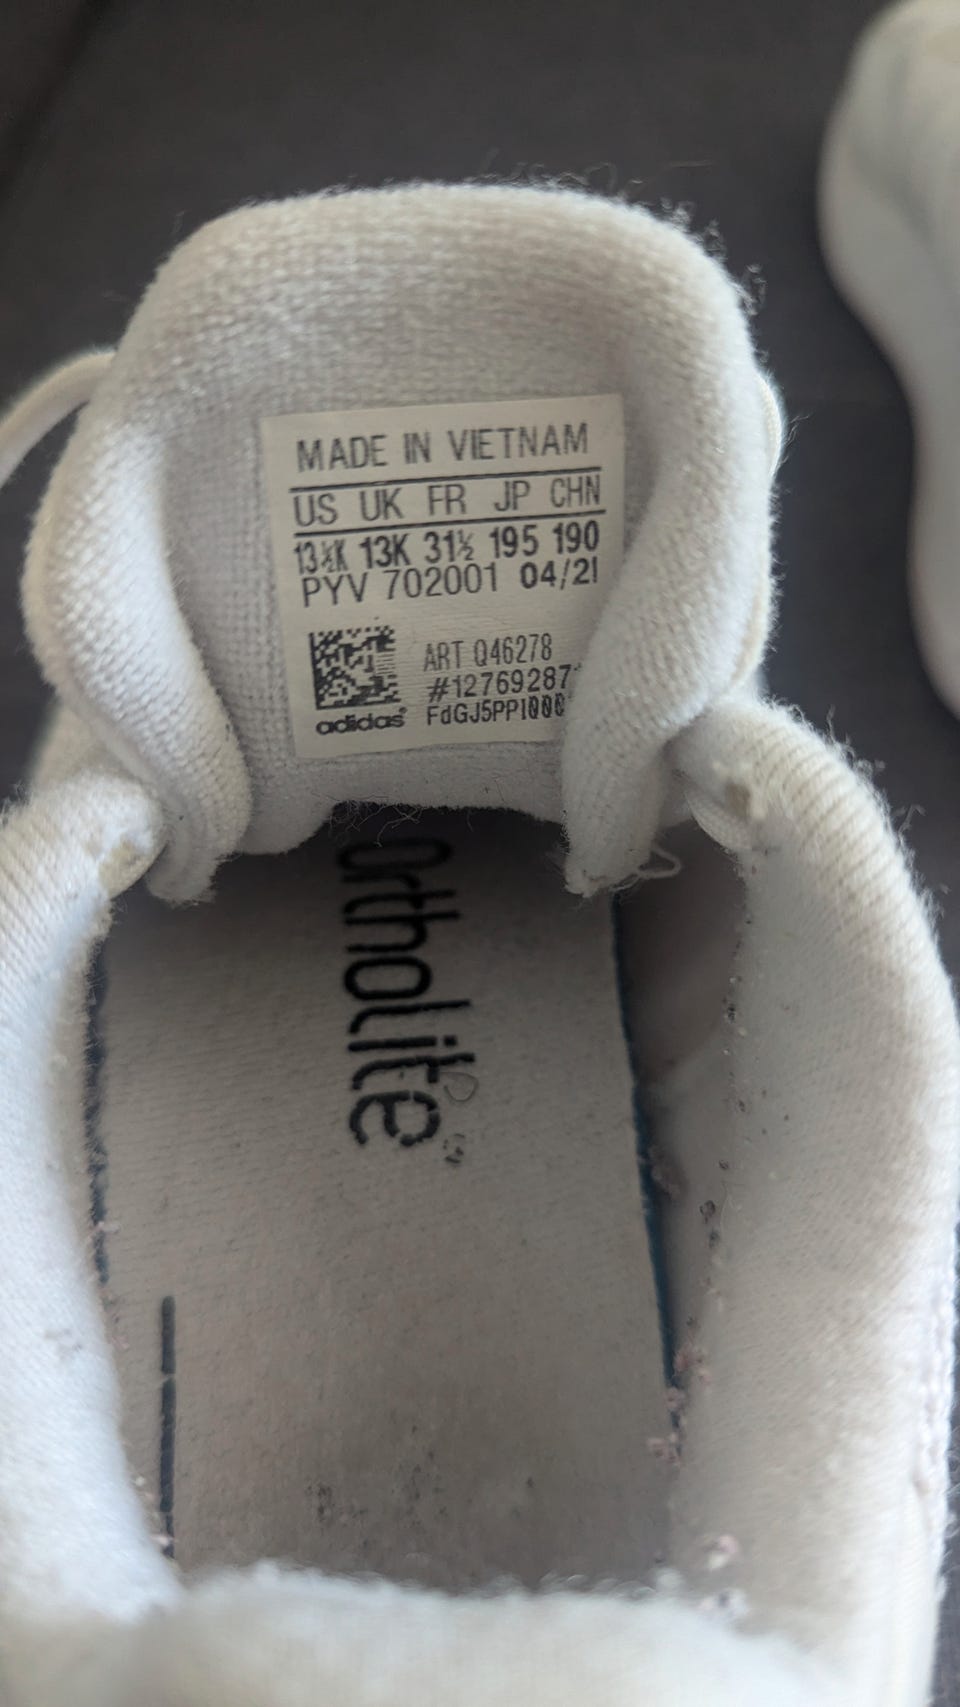 MADE IN VIETNAM
US UK FR JP CHN
13½K 13K 31½ 195 190
PYV 702001 04/21
ART Q46278
#12769287
adidas®
FdGJ5PPI000
Ortholite